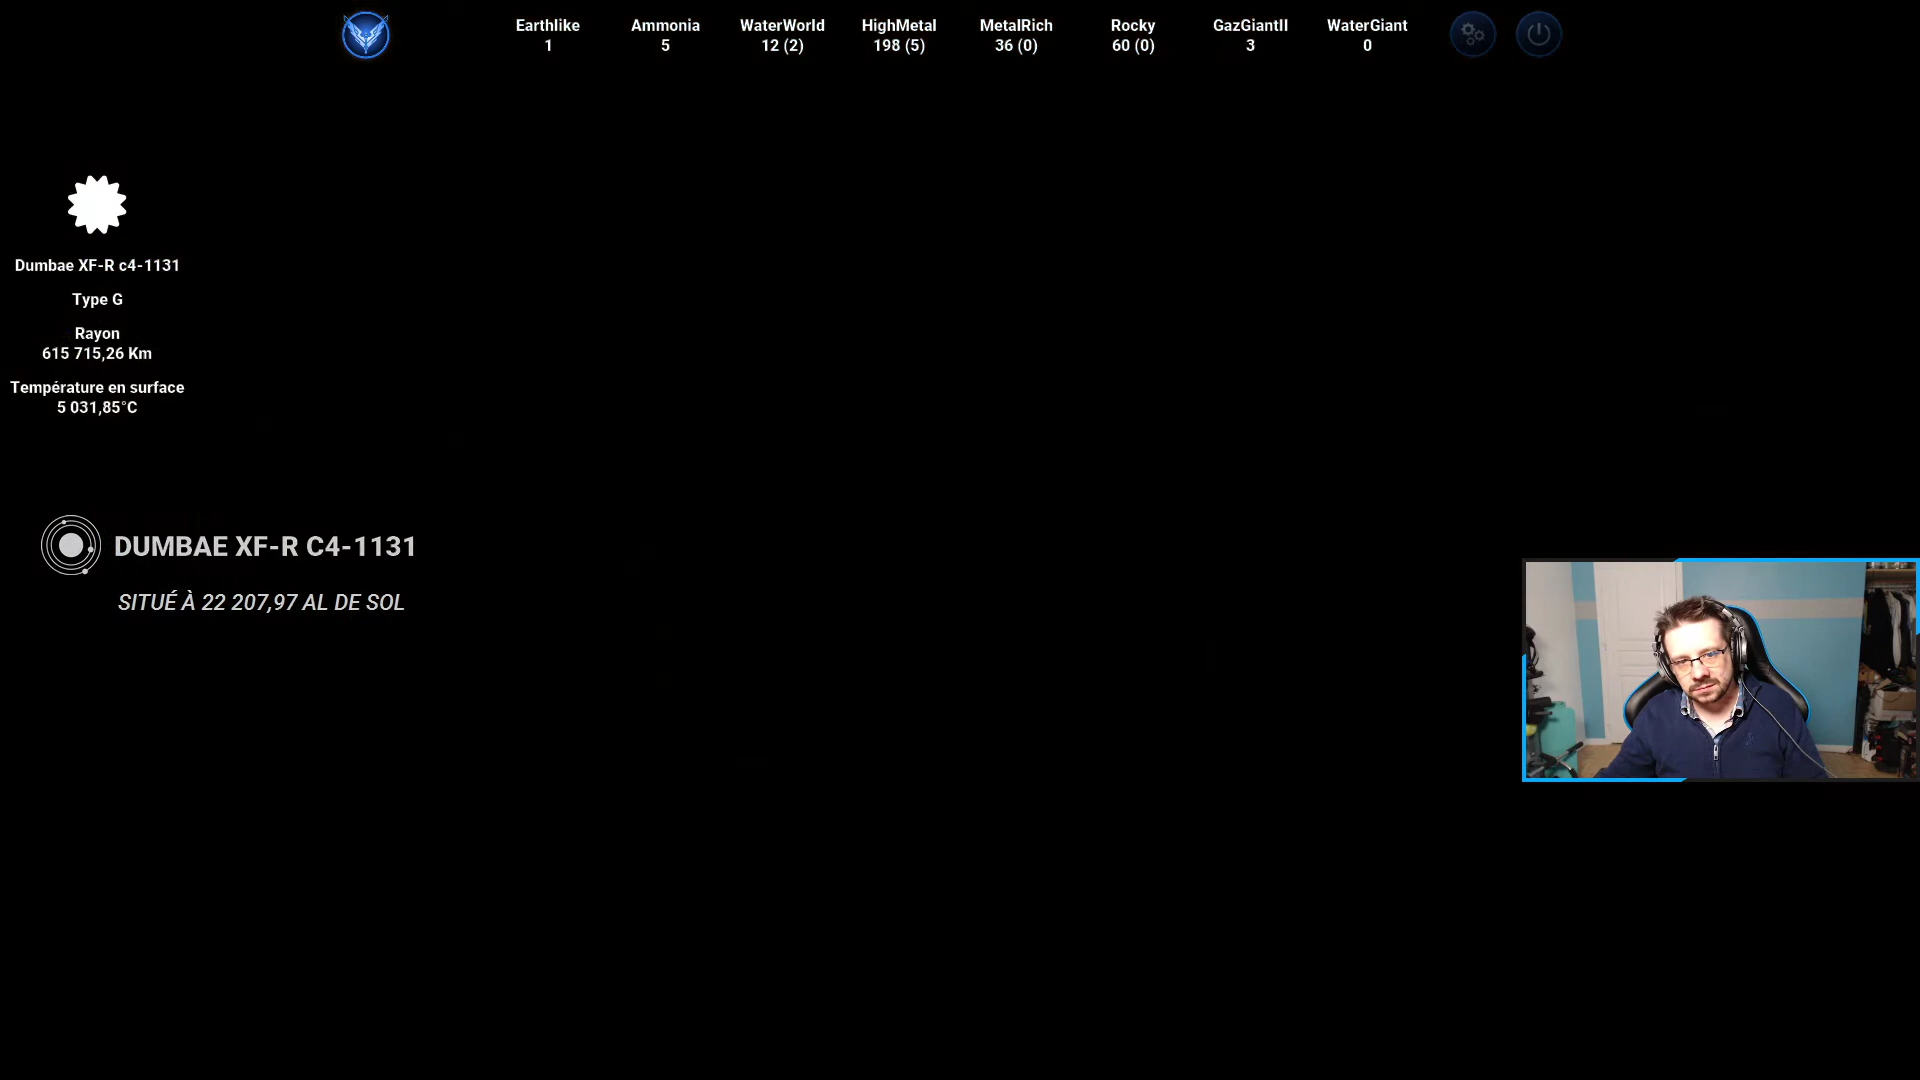 Earthlike
1
Ammonia
5
WaterWorld
12 (2)
HighMetal
198 (5)
MetalRich
36 (0)
Rocky
60 (0)
GazGiantII
3
WaterGiant
0
Dumbae XF-R c4-1131
Type G
Rayon
615 715,26 Km
Température en surface
5 031,85°C
DUMBAE XF-R C4-1131
SITUÉ À 22 207,97 AL DE SOL